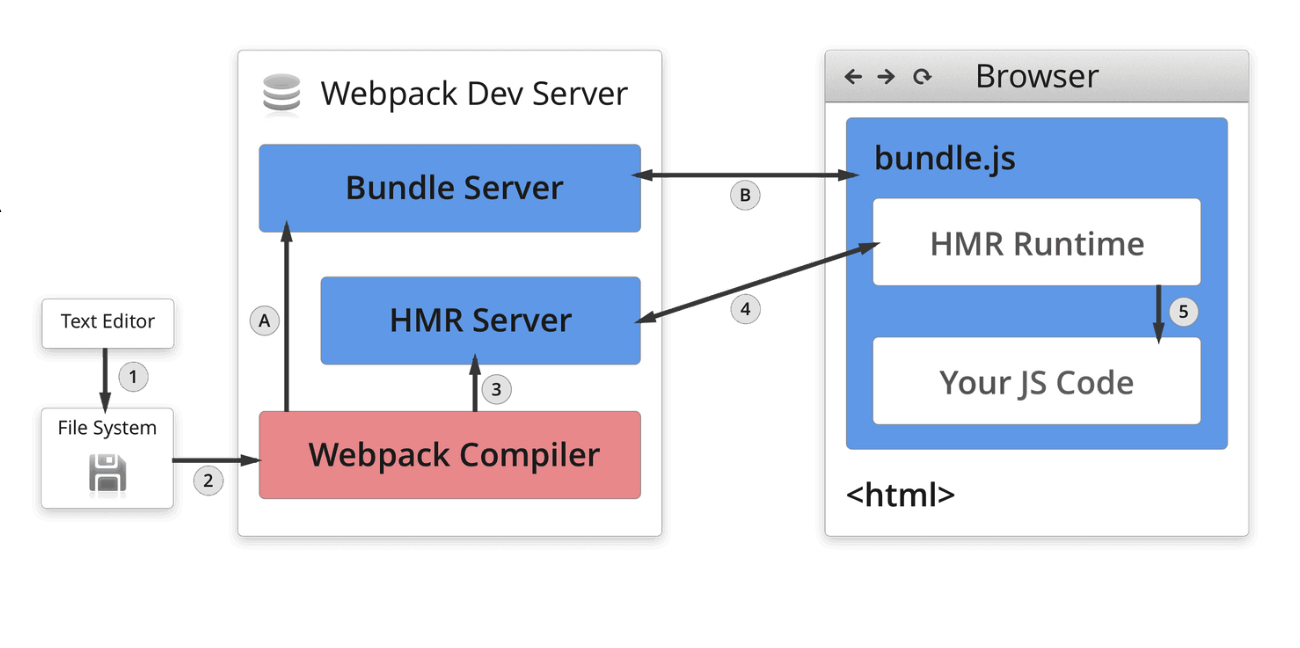 Webpack Dev Server
Browser
bundle.js
Bundle Server
B
HMR Runtime
HMR Server
A
4
5
Text Editor
1
3
Your JS Code
File System
Webpack Compiler
2
<html>